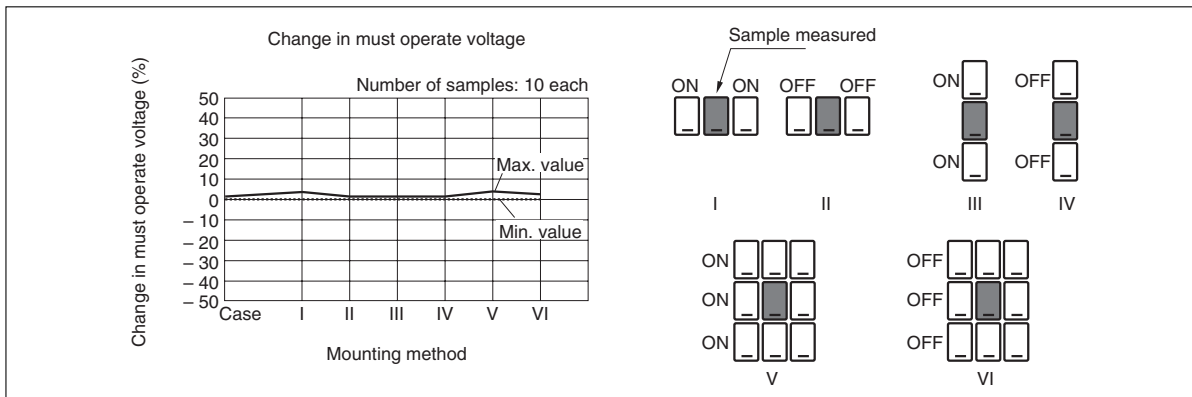 Change in must operate voltage
Number of samples: 10 each
Change in must operate voltage (%)
50
40
30
20
10
0
– 10
– 20
– 30
– 40
– 50
Max. value
Min. value
Case I II III IV V VI
Mounting method
Sample measured
ON ON
I
OFF OFF
II
ON
ON
III
OFF
OFF
IV
ON
ON
ON
V
OFF
OFF
OFF
VI